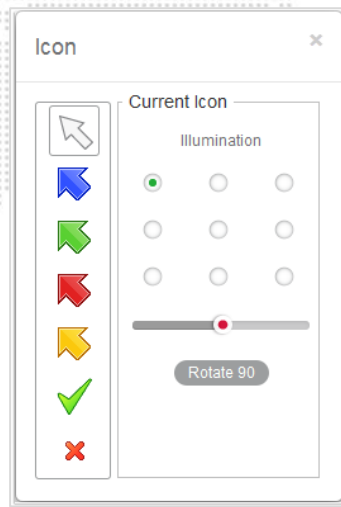 Icon
×
Current Icon
Illumination
Rotate 90